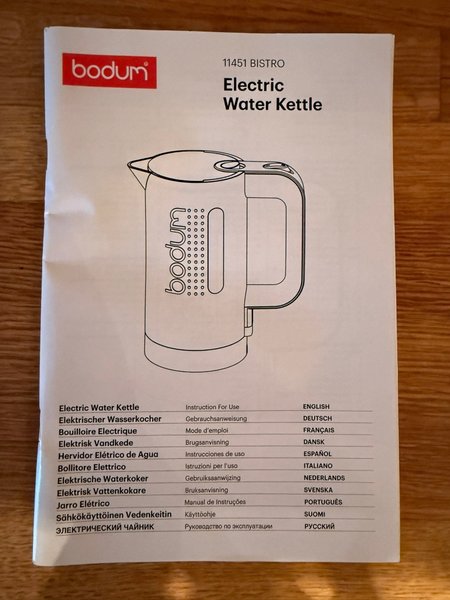 bodum®
11451 BISTRO
Electric
Water Kettle
bodum
Electric Water Kettle Instruction For Use ENGLISH
Elektrischer Wasserkocher Gebrauchsanweisung DEUTSCH
Bouilloire Electrique Mode d'emploi FRANÇAIS
Elektrisk Vandkede Brugsanvisning DANSK
Hervidor Elétrico de Agua Instrucciones de uso ESPAÑOL
Bollitore Elettrico Istruzioni per l'uso ITALIANO
Elektrische Waterkoker Gebruiksaanwijzing NEDERLANDS
Elektrisk Vattenkokare Bruksanvisning SVENSKA
Jarro Elétrico Manual de Instruções PORTUGUÊS
Sähkökäyttöinen Vedenkeitin Käyttöohje SUOMI
ЭЛЕКТРИЧЕСКИЙ ЧАЙНИК Руководство по эксплуатации РУССКИЙ